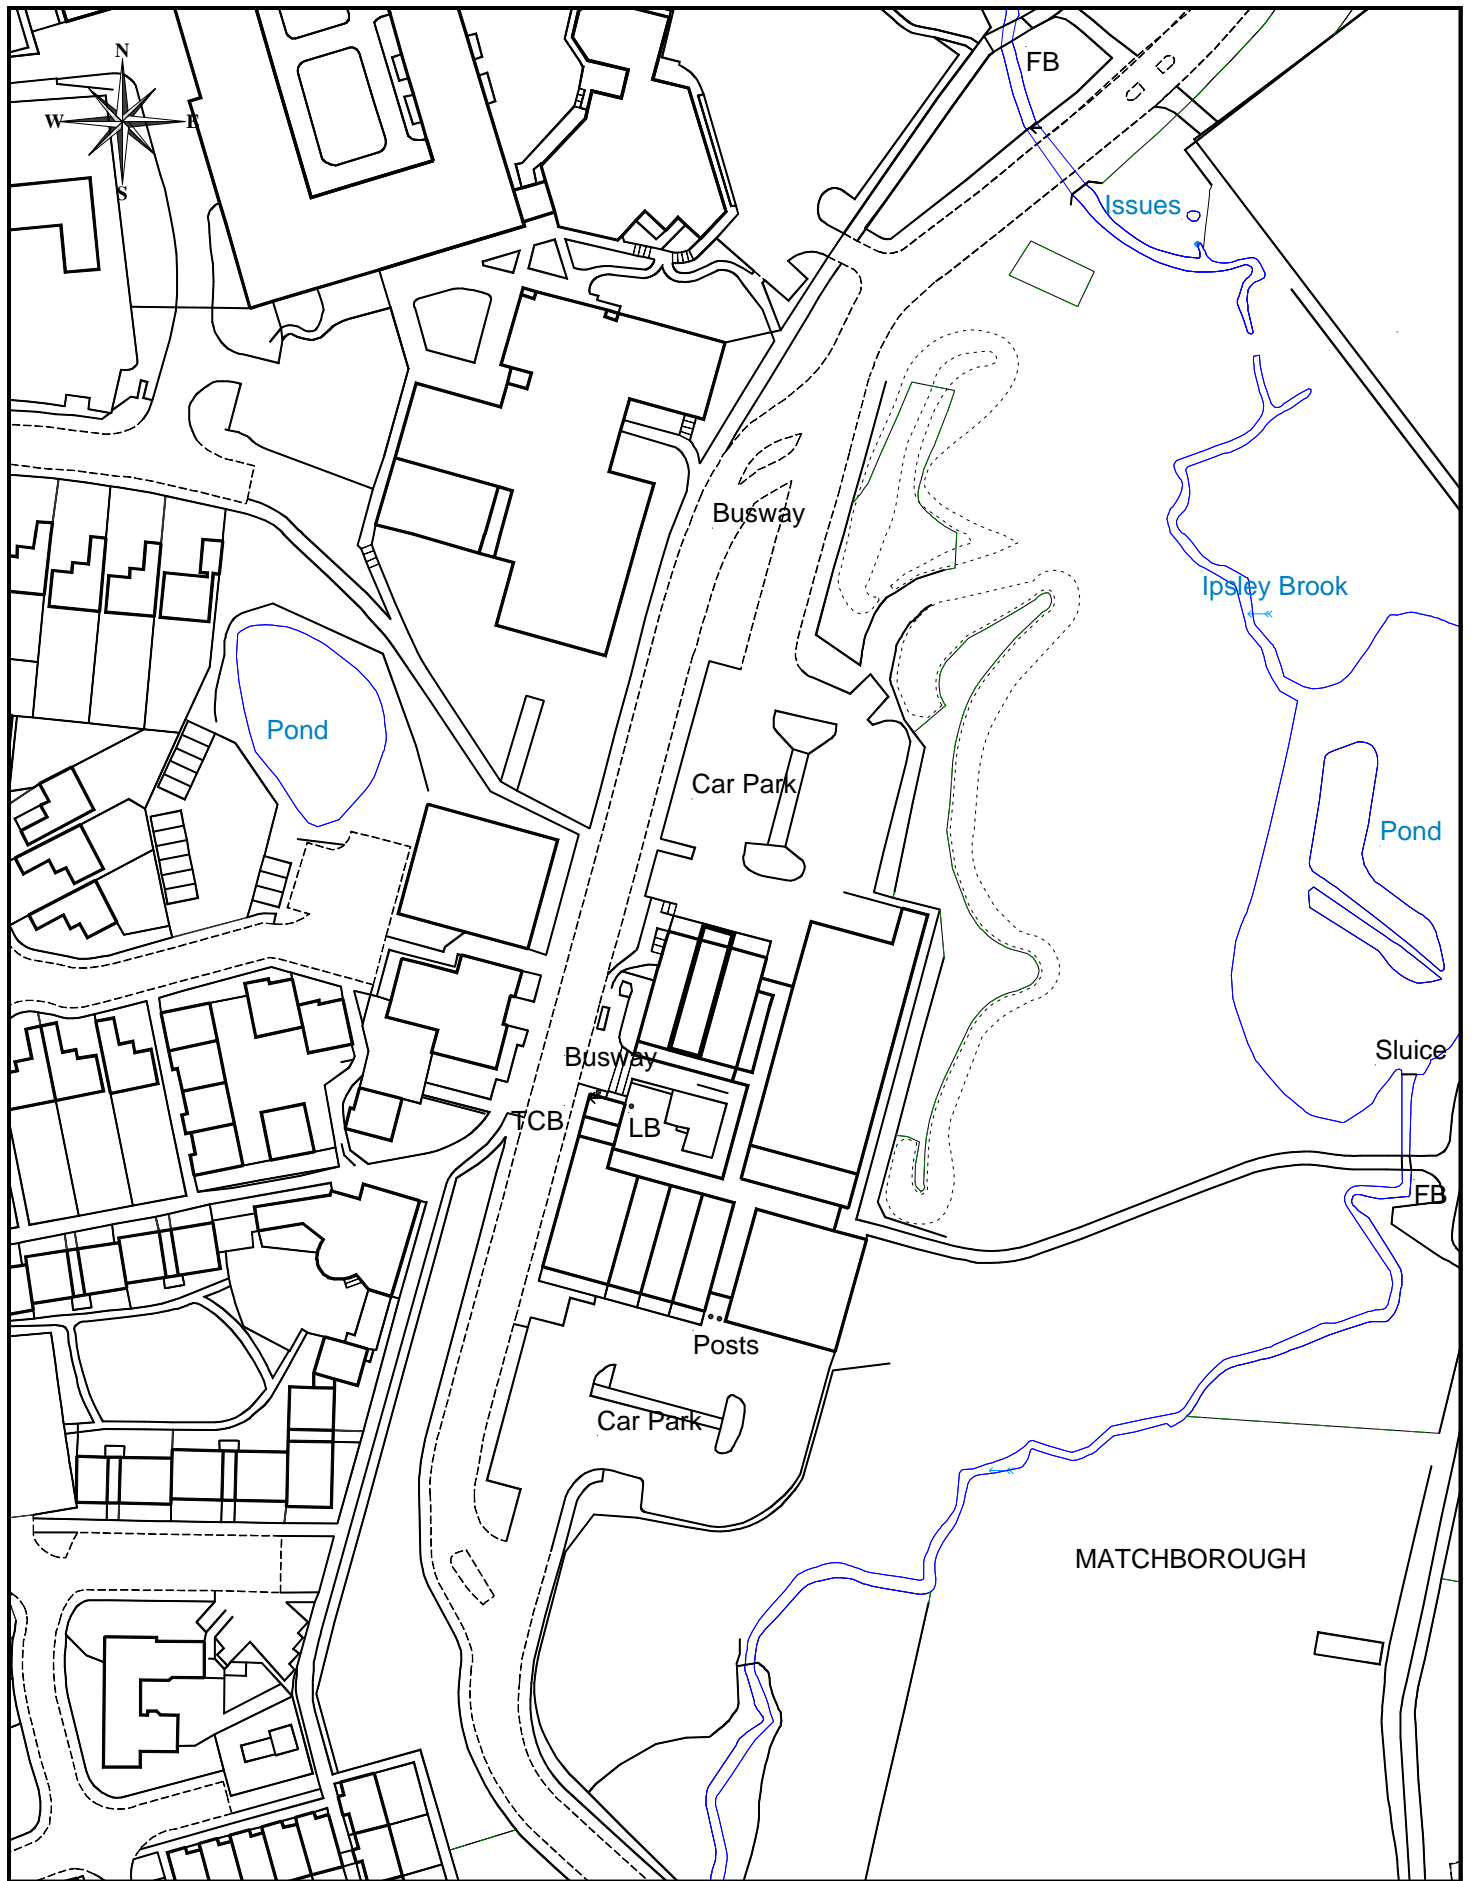 N
FB
W
E
S
Issues
Busway
Ipsley Brook
Pond
Car Park
Pond
Sluice
Busway
TCB
LB
FB
Posts
Car Park
MATCHBOROUGH